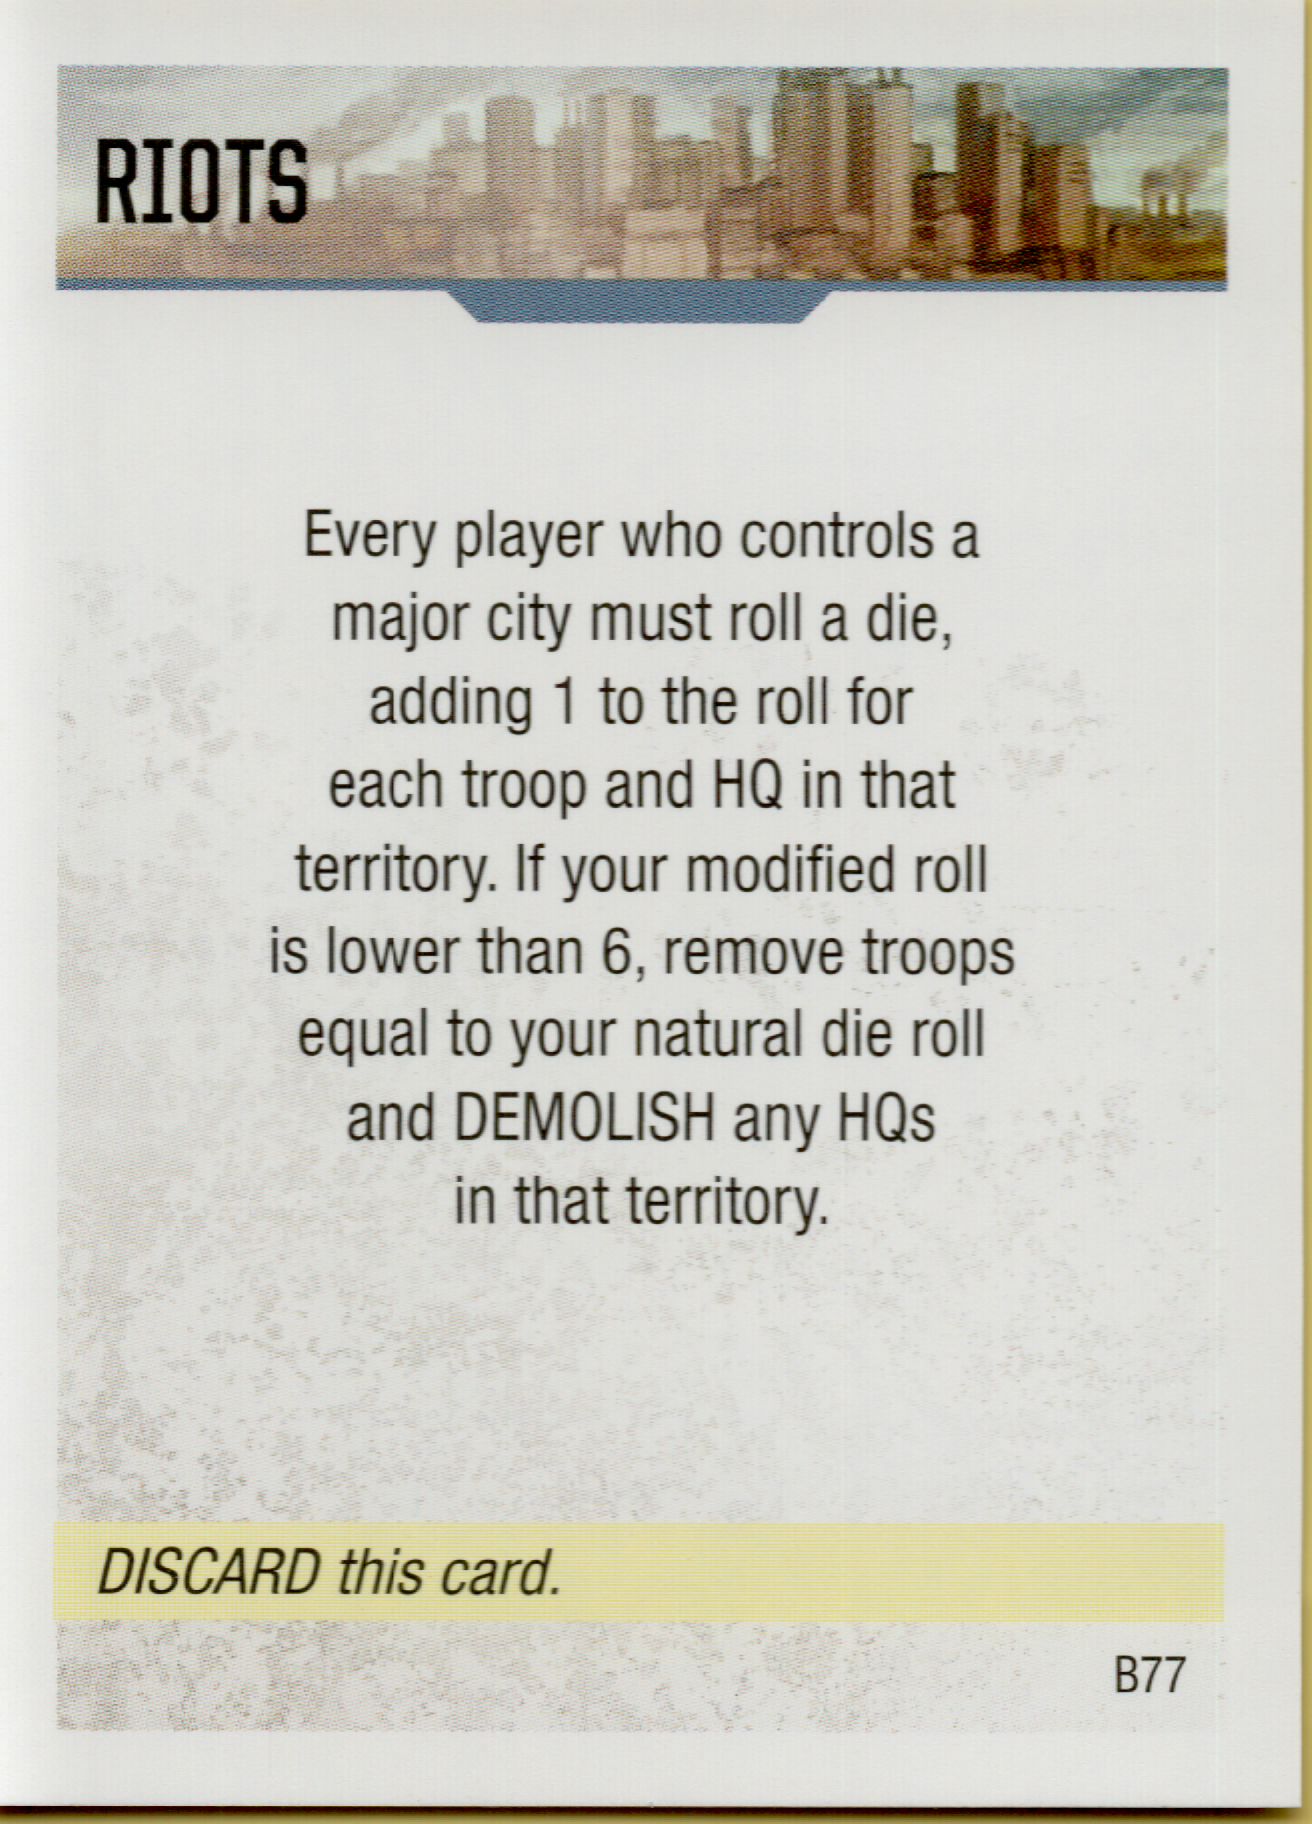 RIOTS
Every player who controls a
major city must roll a die,
adding 1 to the roll for
each troop and HQ in that
territory. If your modified roll
is lower than 6, remove troops
equal to your natural die roll
and DEMOLISH any HQs
in that territory.
DISCARD this card.
B77